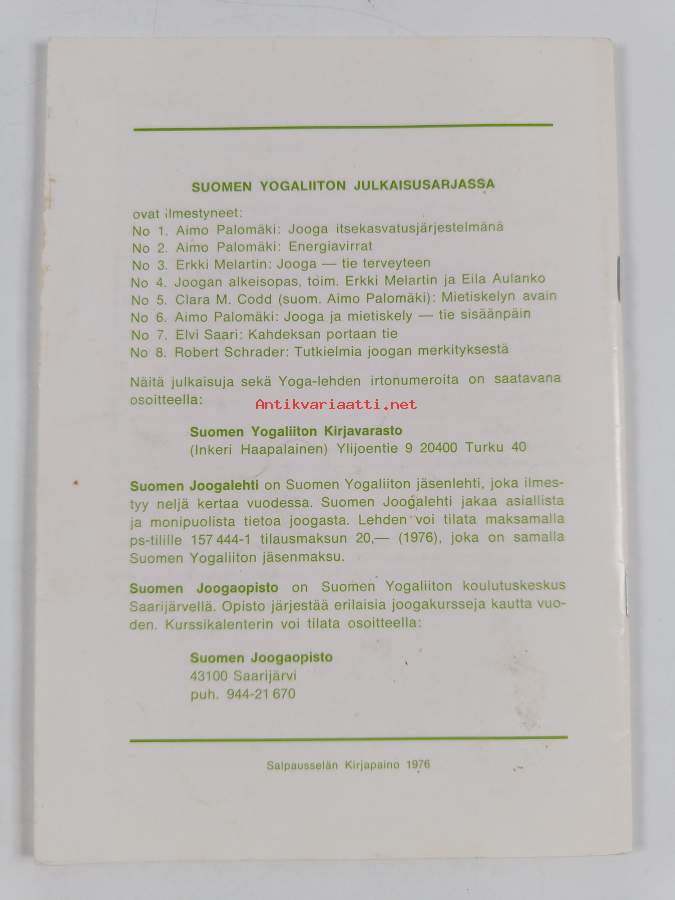 SUOMEN YOGALIITON JULKAISUSARJASSA
ovat ilmestyneet:
No 1. Aimo Palomäki: Jooga itsekasvatusjärjestelmänä
No 2. Aimo Palomäki: Energiavirrat
No 3. Erkki Melartin: Jooga — tie terveyteen
No 4. Joogan alkeisopas, toim. Erkki Melartin ja Eila Aulanko
No 5. Clara M. Codd (suom. Aimo Palomäki): Mietiskelyn avain
No 6. Aimo Palomäki: Jooga ja mietiskely — tie sisäänpäin
No 7. Elvi Saari: Kahdeksan portaan tie
No 8. Robert Schrader: Tutkielmia joogan merkityksestä
Näitä julkaisuja sekä Yoga-lehden irtonumeroita on saatavana
osoitteella:
Antikvariaatti.net
Suomen Yogaliiton Kirjavarasto
(Inkeri Haapalainen) Ylijoentie 9 20400 Turku 40
Suomen Joogalehti on Suomen Yogaliiton jäsenlehti, joka ilmes-
tyy neljä kertaa vuodessa. Suomen Joogalehti jakaa asiallista
ja monipuolista tietoa joogasta. Lehden voi tilata maksamalla
ps-tilille 157 444-1 tilausmaksun 20,— (1976), joka on samalla
Suomen Yogaliiton jäsenmaksu.
Suomen Joogaopisto on Suomen Yogaliiton koulutuskeskus
Saarijärvellä. Opisto järjestää erilaisia joogakursseja kautta vuo-
den. Kurssikalenterin voi tilata osoitteella:
Suomen Joogaopisto
43100 Saarijärvi
puh. 944-21 670
Salpausselän Kirjapaino 1976